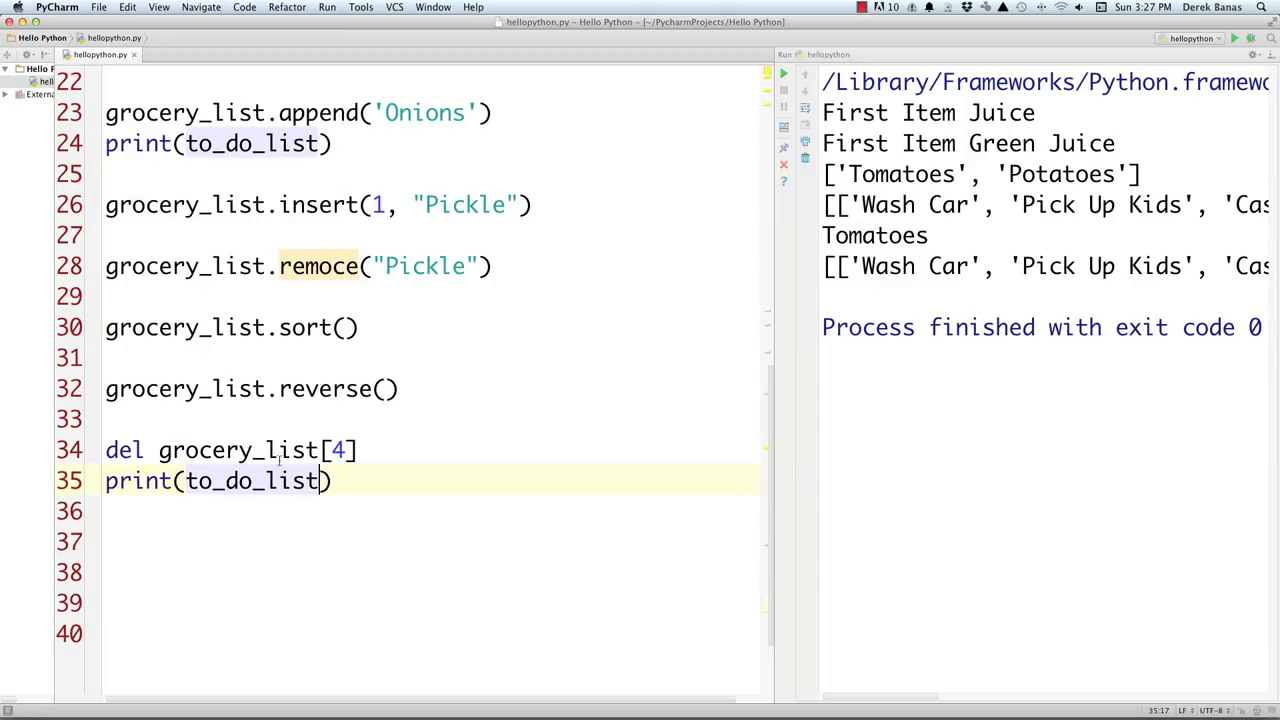 PyCharm File Edit View Navigate Code Refactor Run Tools VCS Window Help 10 Sun 3:27 PM Derek Banas
hellopython.py – Hello Python – [~/PycharmProjects/Hello Python]
Hello Python hellopython.py hellopython
hellopython.py Run hellopython
Hello P
hell
Extern
22
23 grocery_list.append('Onions')
24 print(to_do_list)
25
26 grocery_list.insert(1, "Pickle")
27
28 grocery_list.remoce("Pickle")
29
30 grocery_list.sort()
31
32 grocery_list.reverse()
33
34 del grocery_list[4]
35 print(to_do_list)
36
37
38
39
40
/Library/Frameworks/Python.framewo
First Item Juice
First Item Green Juice
['Tomatoes', 'Potatoes']
[['Wash Car', 'Pick Up Kids', 'Cas
Tomatoes
[['Wash Car', 'Pick Up Kids', 'Cas
Process finished with exit code 0
35:17 LF UTF-8